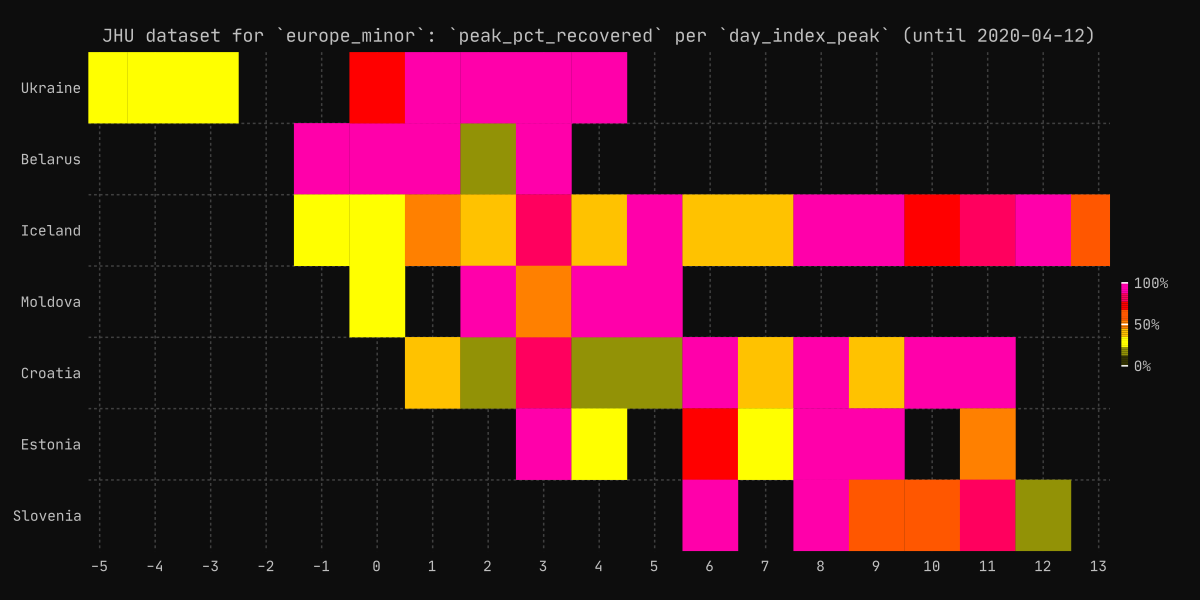 JHU dataset for `europe_minor`: `peak_pct_recovered` per `day_index_peak` (until 2020-04-12)
Ukraine
Belarus
Iceland
Moldova
Croatia
Estonia
Slovenia
-5 -4 -3 -2 -1 0 1 2 3 4 5 6 7 8 9 10 11 12 13
100%
50%
0%